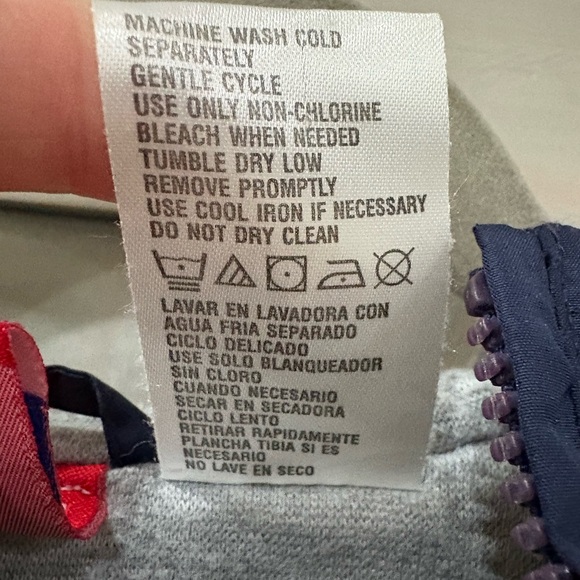 MACHINE WASH COLD
SEPARATELY
GENTLE CYCLE
USE ONLY NON-CHLORINE
BLEACH WHEN NEEDED
TUMBLE DRY LOW
REMOVE PROMPTLY
USE COOL IRON IF NECESSARY
DO NOT DRY CLEAN
LAVAR EN LAVADORA CON
AGUA FRIA SEPARADO
CICLO DELICADO
USE SOLO BLANQUEADOR
SIN CLORO
CUANDO NECESARIO
SECAR EN SECADORA
CICLO LENTO
RETIRAR RAPIDAMENTE
PLANCHA TIBIA SI ES
NECESARIO
NO LAVE EN SECO